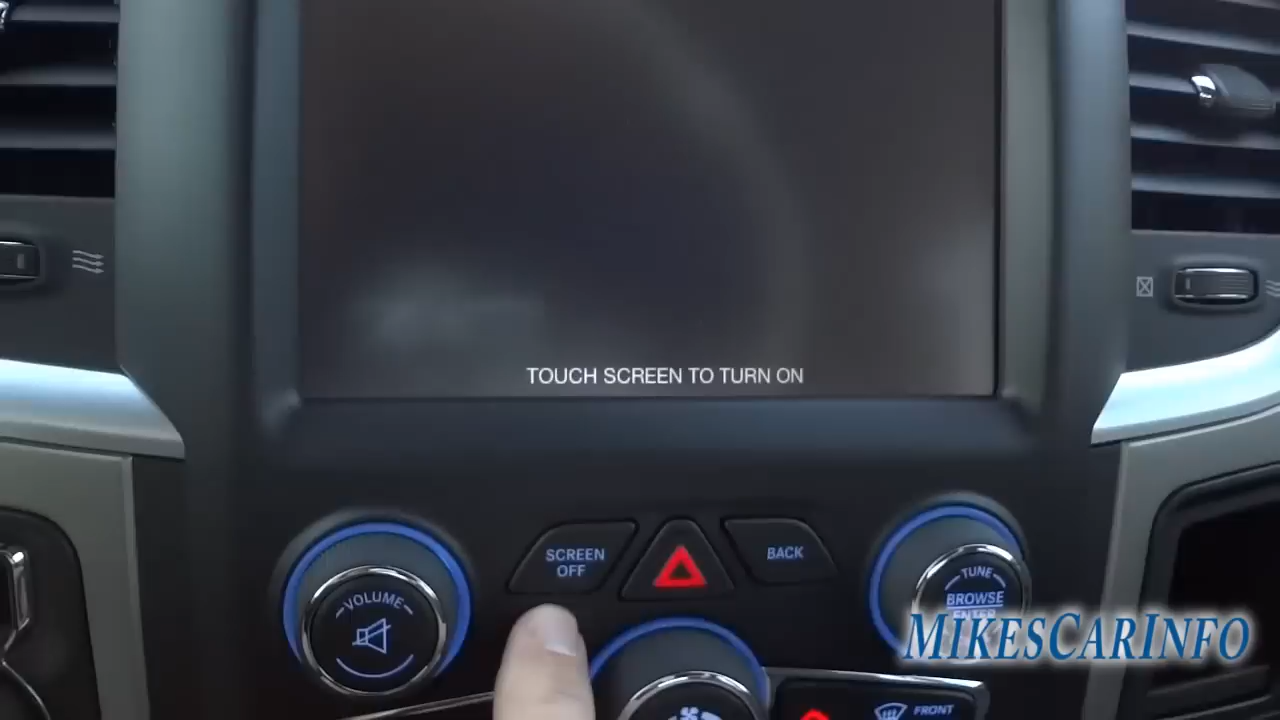 TOUCH SCREEN TO TURN ON
SCREEN
OFF
BACK
VOLUME
TUNE
BROWSE
ENTER
MIKESCARINFO
FRONT